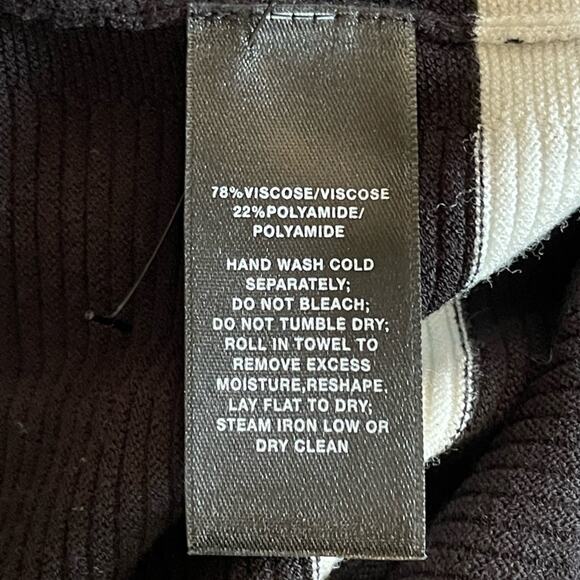 78%VISCOSE/VISCOSE
22%POLYAMIDE/
POLYAMIDE
HAND WASH COLD
SEPARATELY;
DO NOT BLEACH;
DO NOT TUMBLE DRY;
ROLL IN TOWEL TO
REMOVE EXCESS
MOISTURE,RESHAPE,
LAY FLAT TO DRY;
STEAM IRON LOW OR
DRY CLEAN